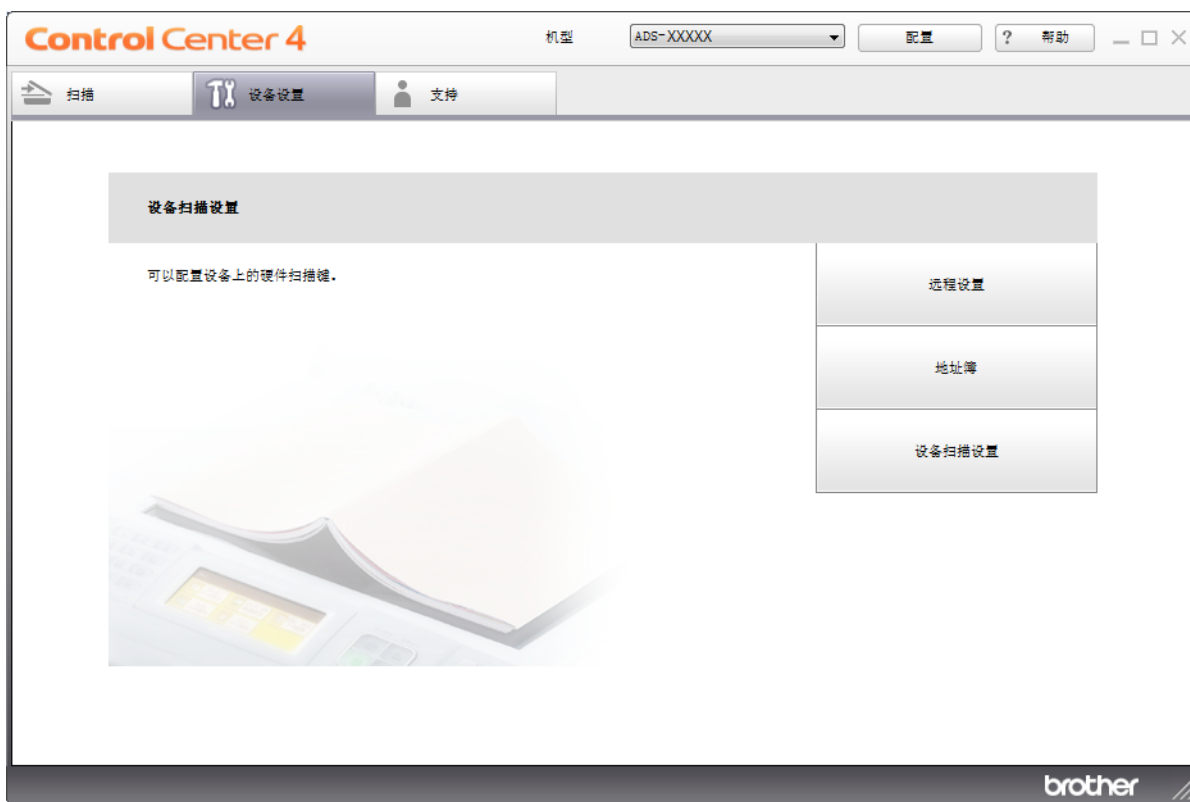 Control Center 4
机型 ADS-XXXXX 配置 ? 帮助
扫描 设备设置 支持
设备扫描设置
可以配置设备上的硬件扫描键.
远程设置
地址簿
设备扫描设置
brother